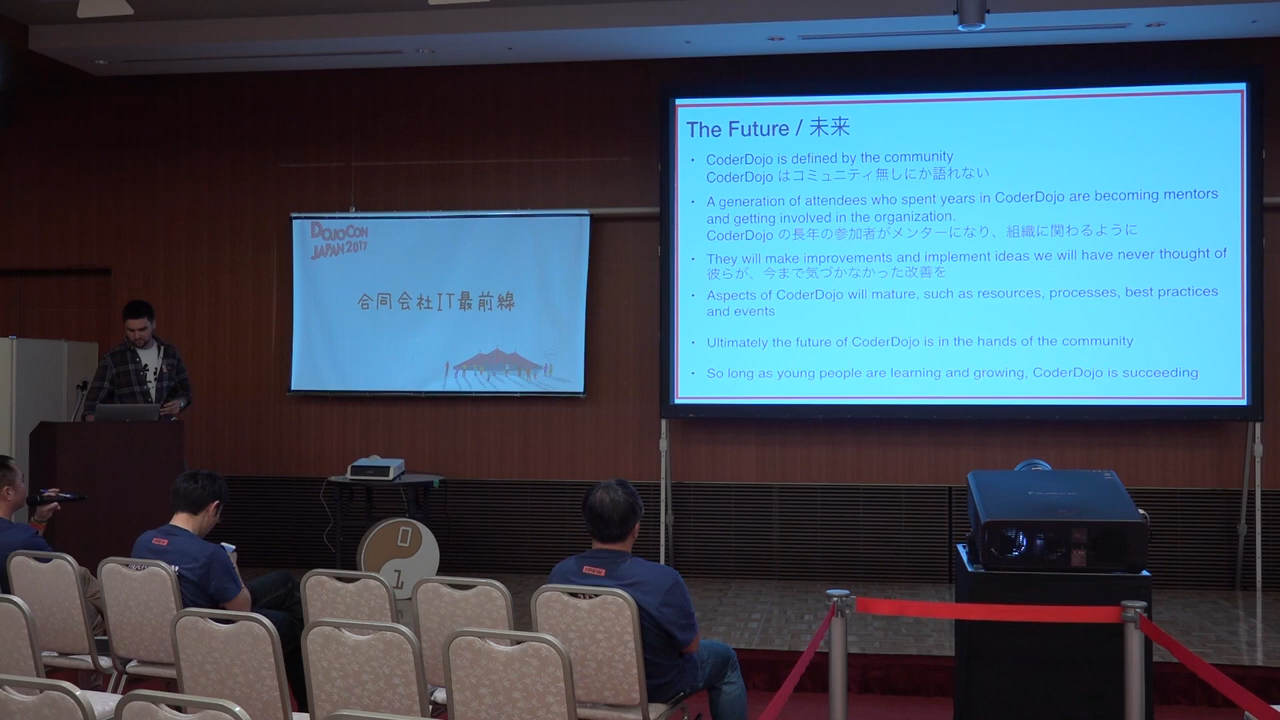 DOJOCON
JAPAN 2017
合同会社IT最前線
The Future / 未来
• CoderDojo is defined by the community
CoderDojo はコミュニティ無しにか語れない
• A generation of attendees who spent years in CoderDojo are becoming mentors
and getting involved in the organization.
CoderDojo の長年の参加者がメンターになり、組織に関わるように
• They will make improvements and implement ideas we will have never thought of
彼らが、今まで気づかなかった改善を
• Aspects of CoderDojo will mature, such as resources, processes, best practices
and events
• Ultimately the future of CoderDojo is in the hands of the community
• So long as young people are learning and growing, CoderDojo is succeeding
0
1